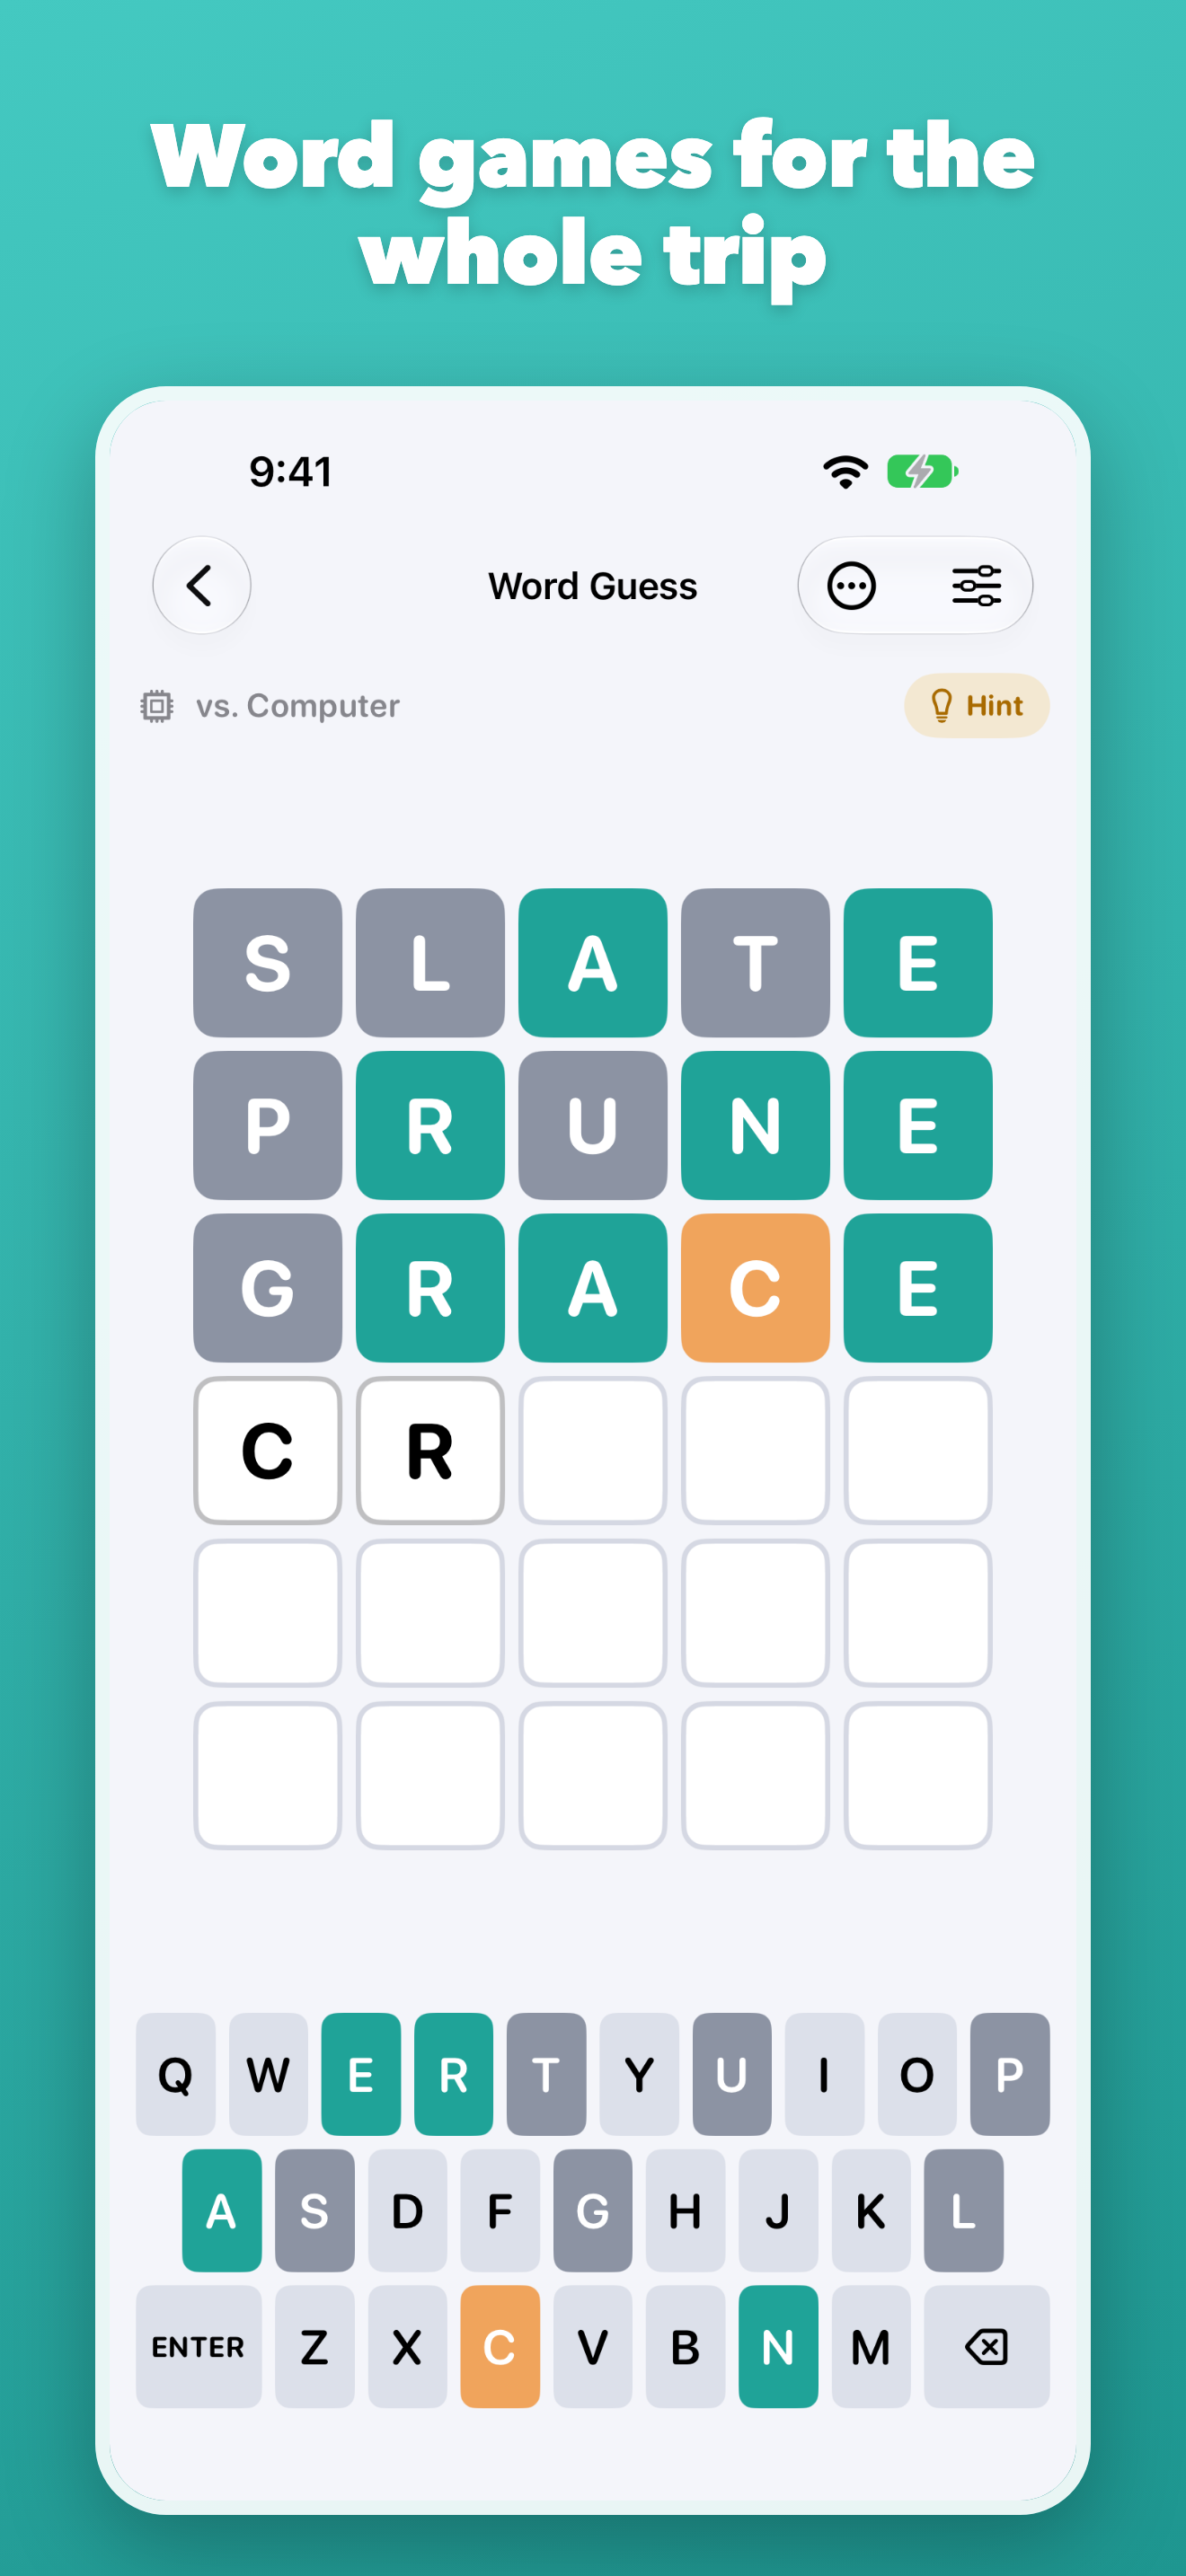 Word games for the
whole trip
9:41
Word Guess
vs. Computer
Hint
S L A T E
P R U N E
G R A C E
C R
Q W E R T Y U I O P
A S D F G H J K L
ENTER Z X C V B N M